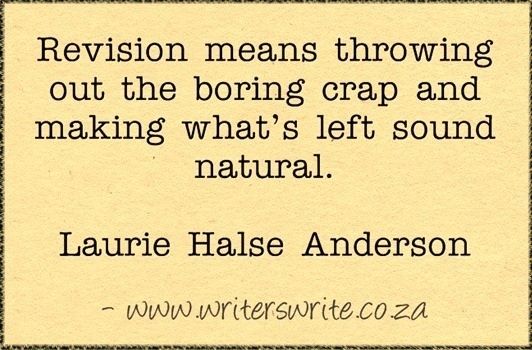 Revision means throwing
out the boring crap and
making what's left sound
natural.
Laurie Halse Anderson
- www.writerswrite.co.za